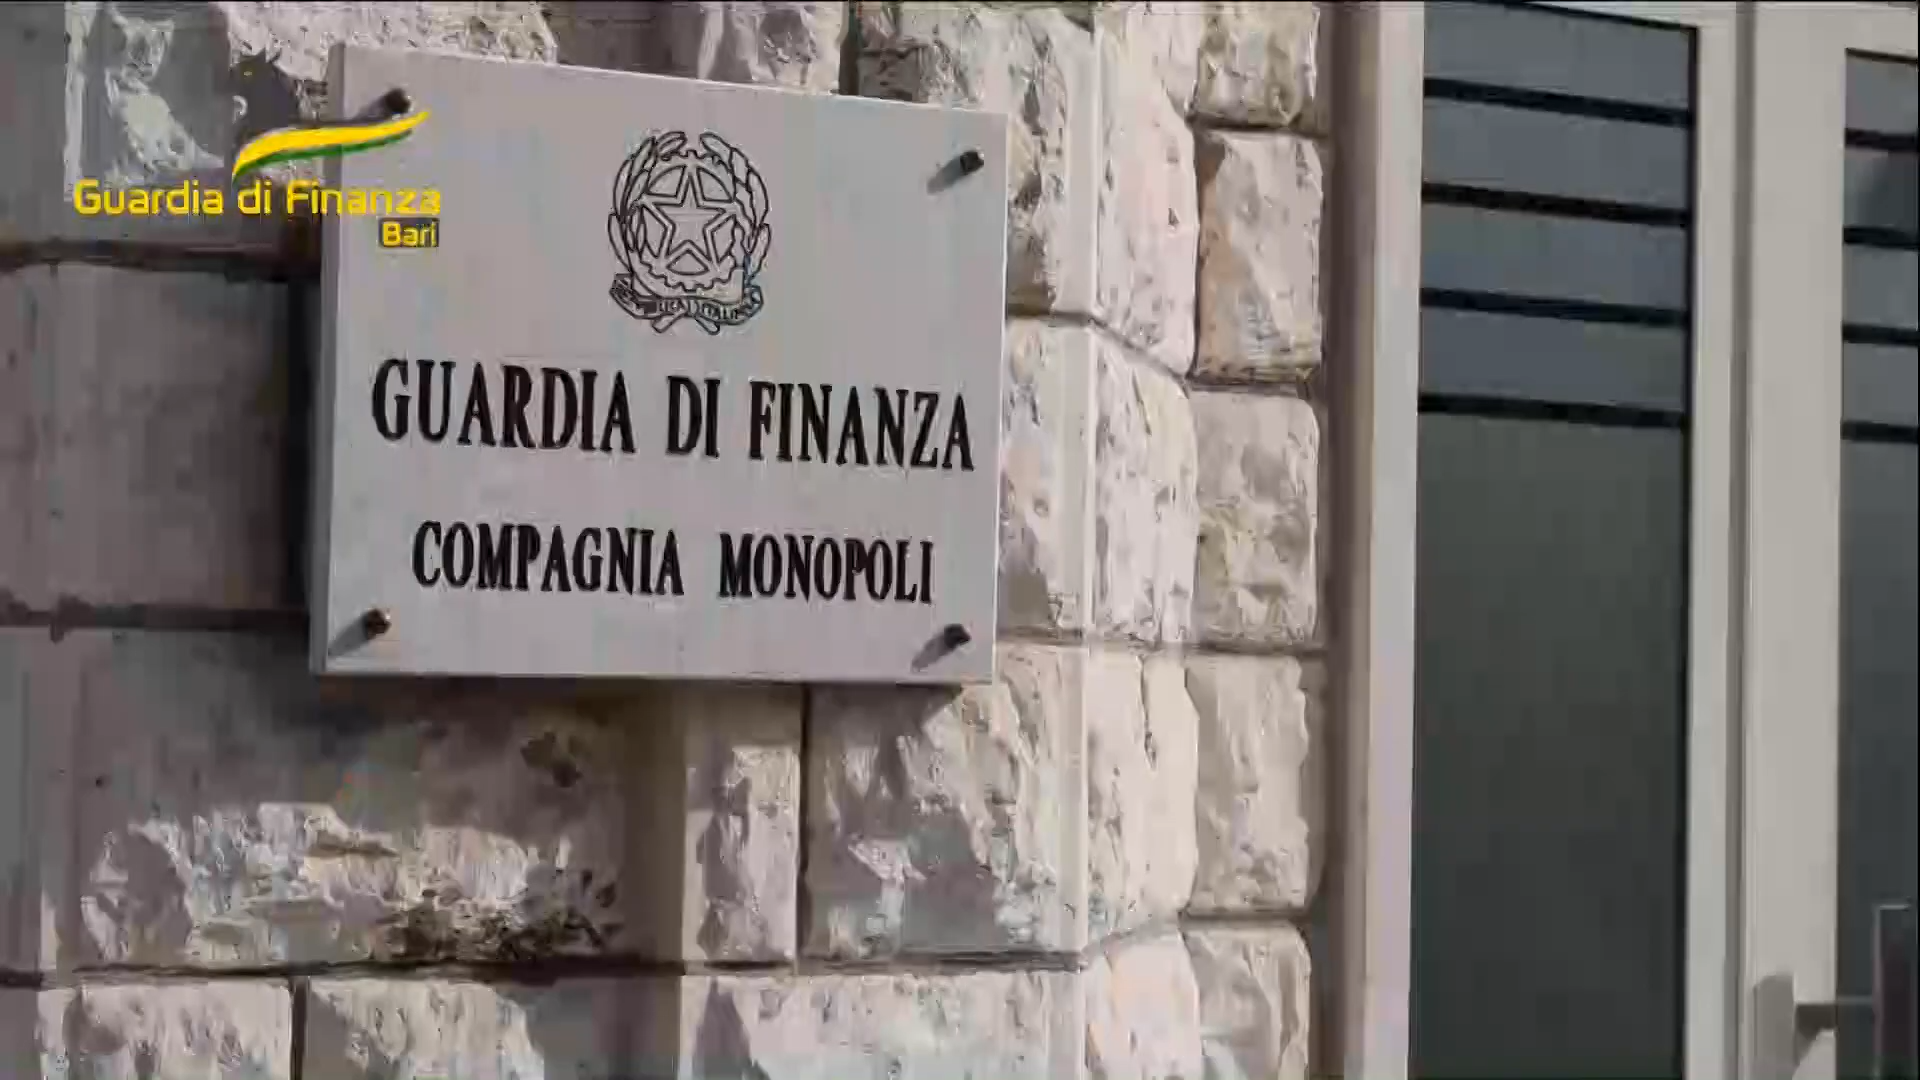 Guardia di Finanza
Bari
GUARDIA DI FINANZA
COMPAGNIA MONOPOLI